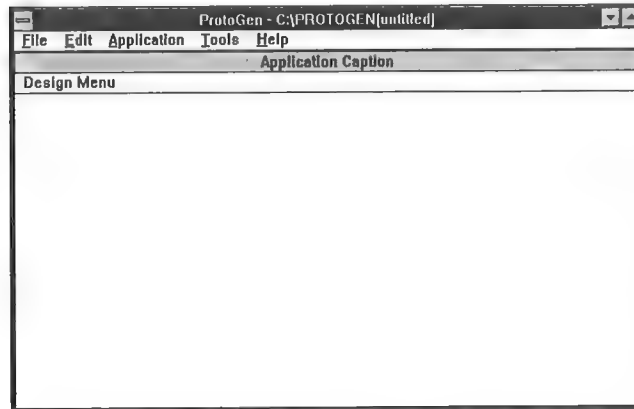 ProtoGen - C:\PROTOGEN[untitled]
File Edit Application Tools Help
Application Caption
Design Menu